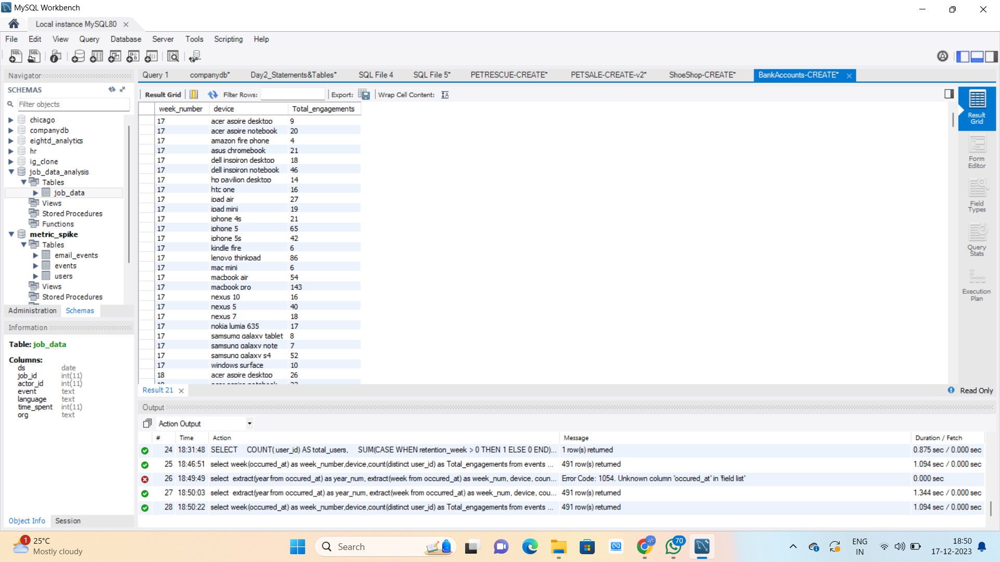 MySQL Workbench
Local instance MySQL80
File Edit View Query Database Server Tools Scripting Help
Navigator
SCHEMAS
Filter objects
chicago
companydb
eightd_analytics
hr
ig_clone
job_data_analysis
Tables
job_data
Views
Stored Procedures
Functions
metric_spike
Tables
email_events
events
users
Views
Stored Procedures
Administration Schemas
Information
Table: job_data
Columns:
ds date
job_id int(11)
actor_id int(11)
event text
language text
time_spent int(11)
org text
Object Info Session
Query 1 companydb* Day2_Statements&Tables* SQL File 4 SQL File 5* PETRESCUE-CREATE* PETSALE-CREATE-v2* ShoeShop-CREATE* BankAccounts-CREATE*
Result Grid Filter Rows: Export: Wrap Cell Content:
week_number device Total_engagements
17 acer aspire desktop 9
17 acer aspire notebook 20
17 amazon fire phone 4
17 asus chromebook 21
17 dell inspiron desktop 18
17 dell inspiron notebook 46
17 hp pavilion desktop 14
17 htc one 16
17 ipad air 27
17 ipad mini 19
17 iphone 4s 21
17 iphone 5 65
17 iphone 5s 42
17 kindle fire 6
17 lenovo thinkpad 86
17 mac mini 6
17 macbook air 54
17 macbook pro 143
17 nexus 10 16
17 nexus 5 40
17 nexus 7 18
17 nokia lumia 635 17
17 samsumg galaxy tablet 8
17 samsung galaxy note 7
17 samsung galaxy s4 52
17 windows surface 10
18 acer aspire desktop 26
Result Grid
Form Editor
Field Types
Query Stats
Execution Plan
Result 21
Read Only
Output
Action Output
# Time Action Message Duration / Fetch
24 18:31:48 SELECT COUNT( user_id) AS total_users, SUM(CASE WHEN retention_week > 0 THEN 1 ELSE 0 END)... 1 row(s) returned 0.875 sec / 0.000 sec
25 18:46:51 select week(occurred_at) as week_number,device,count(distinct user_id) as Total_engagements from events ... 491 row(s) returned 1.094 sec / 0.000 sec
26 18:49:49 select extract(year from occured_at) as year_num, extract(week from occured_at) as week_num, device, coun... Error Code: 1054. Unknown column 'occured_at' in 'field list' 0.000 sec
27 18:50:03 select extract(year from occurred_at) as year_num, extract(week from occurred_at) as week_num, device, cou... 491 row(s) returned 1.344 sec / 0.000 sec
28 18:50:22 select week(occurred_at) as week_number,device,count(distinct user_id) as Total_engagements from events ... 491 row(s) returned 1.094 sec / 0.000 sec
1
25°C
Mostly cloudy
Search
70
ENG
IN
18:50
17-12-2023